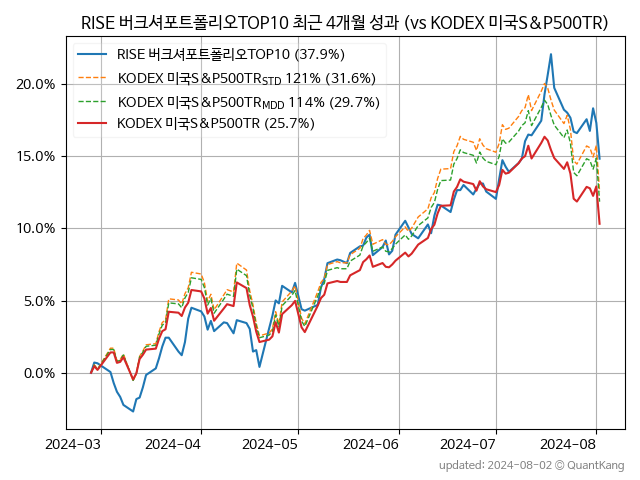 RISE 버크셔포트폴리오TOP10 최근 4개월 성과 (vs KODEX 미국S&P500TR)
RISE 버크셔포트폴리오TOP10 (37.9%)
KODEX 미국S&P500TR_STD 121% (31.6%)
KODEX 미국S&P500TR_MDD 114% (29.7%)
KODEX 미국S&P500TR (25.7%)
20.0%
15.0%
10.0%
5.0%
0.0%
2024-03 2024-04 2024-05 2024-06 2024-07 2024-08
updated: 2024-08-02 © QuantKang